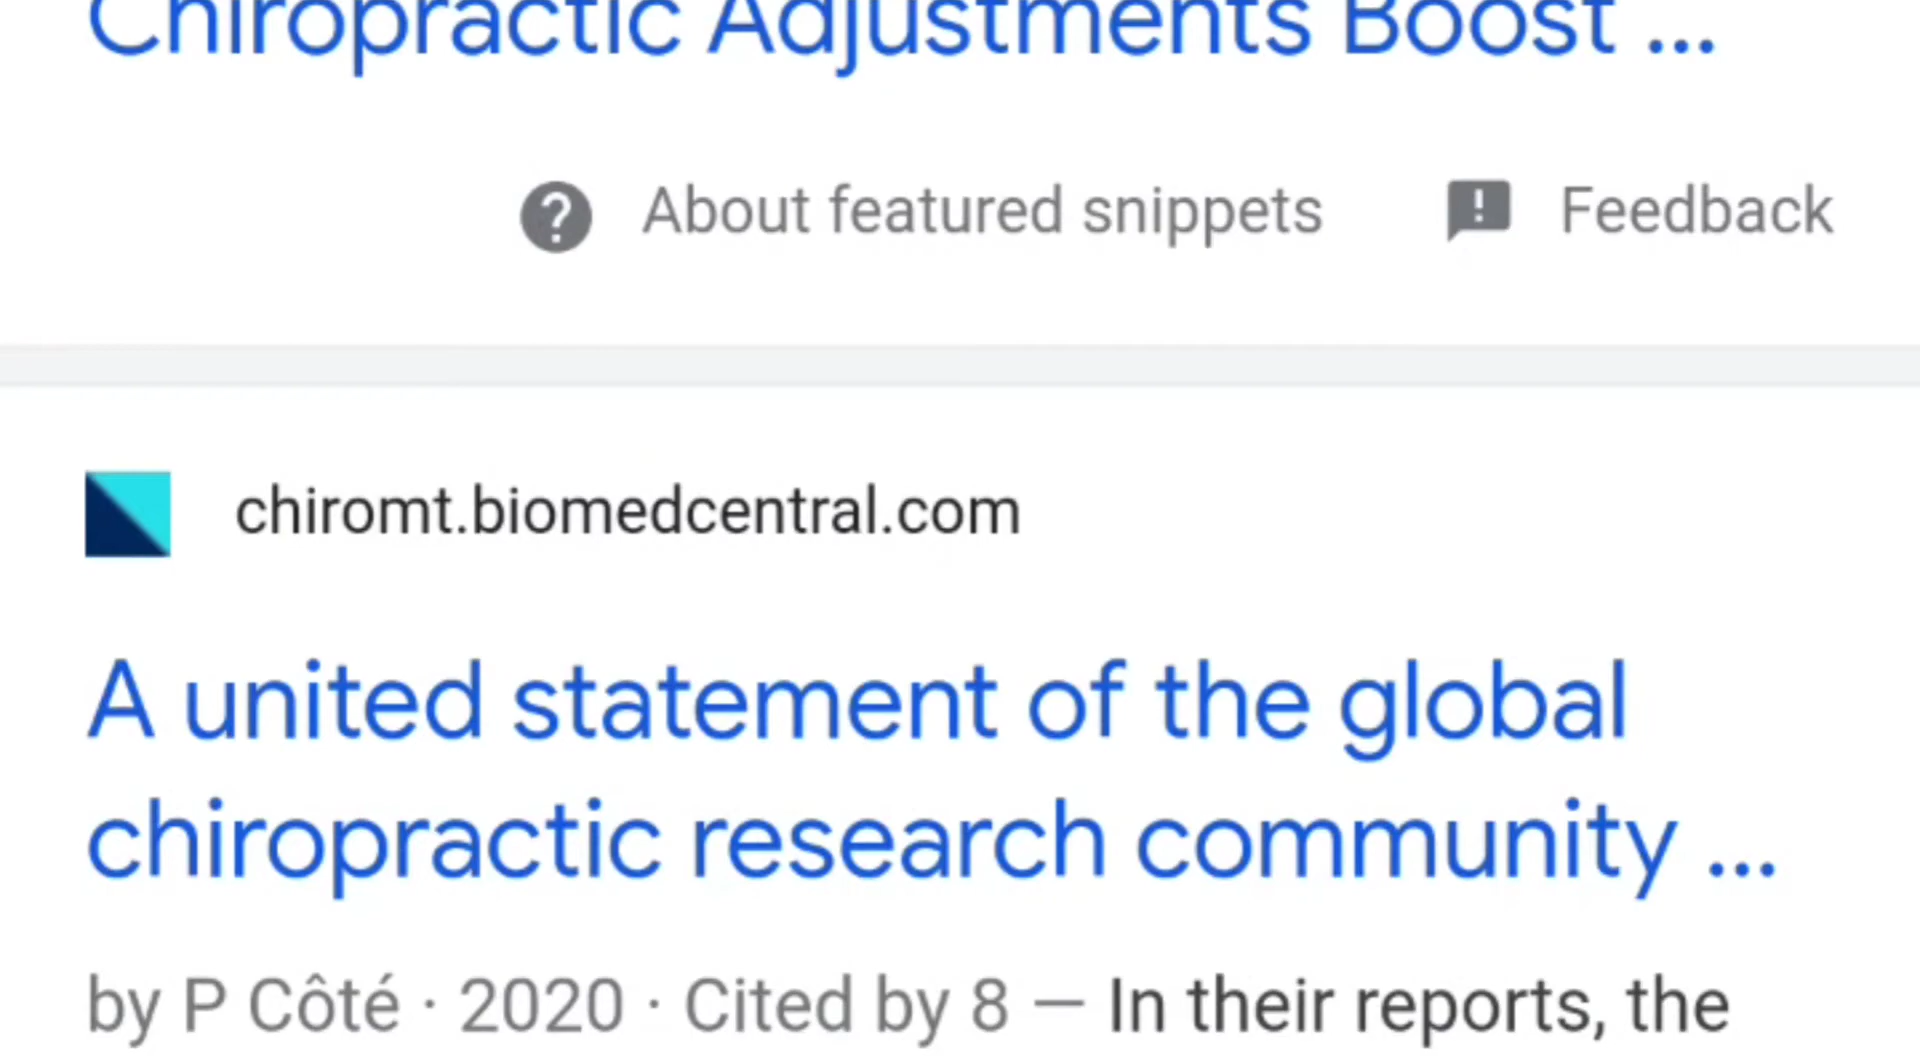 Chiropractic Adjustments Boost ...
About featured snippets Feedback
chiromt.biomedcentral.com
A united statement of the global
chiropractic research community ...
by P Côté · 2020 · Cited by 8 — In their reports, the